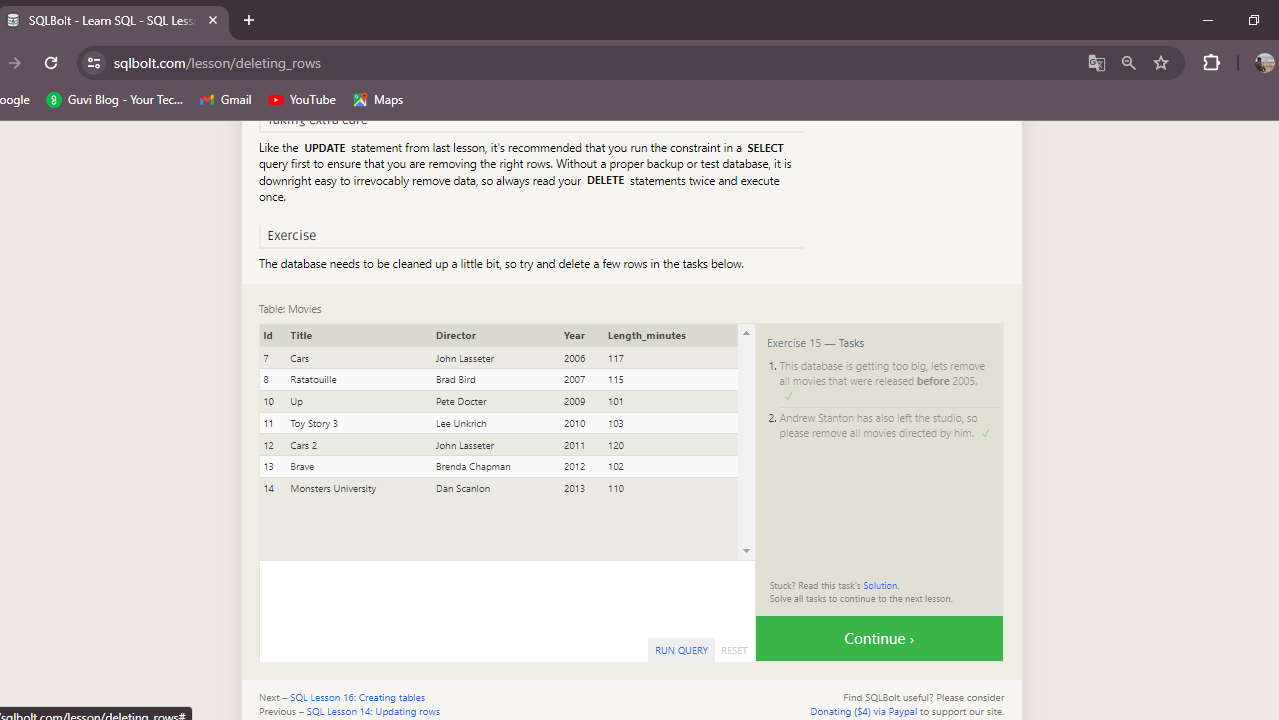 SQLBolt - Learn SQL - SQL Less
sqlbolt.com/lesson/deleting_rows
oogle Guvi Blog - Your Tec... Gmail YouTube Maps
Taking extra care
Like the UPDATE statement from last lesson, it's recommended that you run the constraint in a SELECT
query first to ensure that you are removing the right rows. Without a proper backup or test database, it is
downright easy to irrevocably remove data, so always read your DELETE statements twice and execute
once.
Exercise
The database needs to be cleaned up a little bit, so try and delete a few rows in the tasks below.
Table: Movies
Id Title Director Year Length_minutes
7 Cars John Lasseter 2006 117
8 Ratatouille Brad Bird 2007 115
10 Up Pete Docter 2009 101
11 Toy Story 3 Lee Unkrich 2010 103
12 Cars 2 John Lasseter 2011 120
13 Brave Brenda Chapman 2012 102
14 Monsters University Dan Scanlon 2013 110
Exercise 15 — Tasks
1. This database is getting too big, lets remove
all movies that were released before 2005.
✓
2. Andrew Stanton has also left the studio, so
please remove all movies directed by him. ✓
Stuck? Read this task's Solution.
Solve all tasks to continue to the next lesson.
RUN QUERY RESET
Continue ›
Next – SQL Lesson 16: Creating tables
Previous – SQL Lesson 14: Updating rows
Find SQLBolt useful? Please consider
Donating ($4) via Paypal to support our site.
/sqlbolt.com/lesson/deleting_rows#